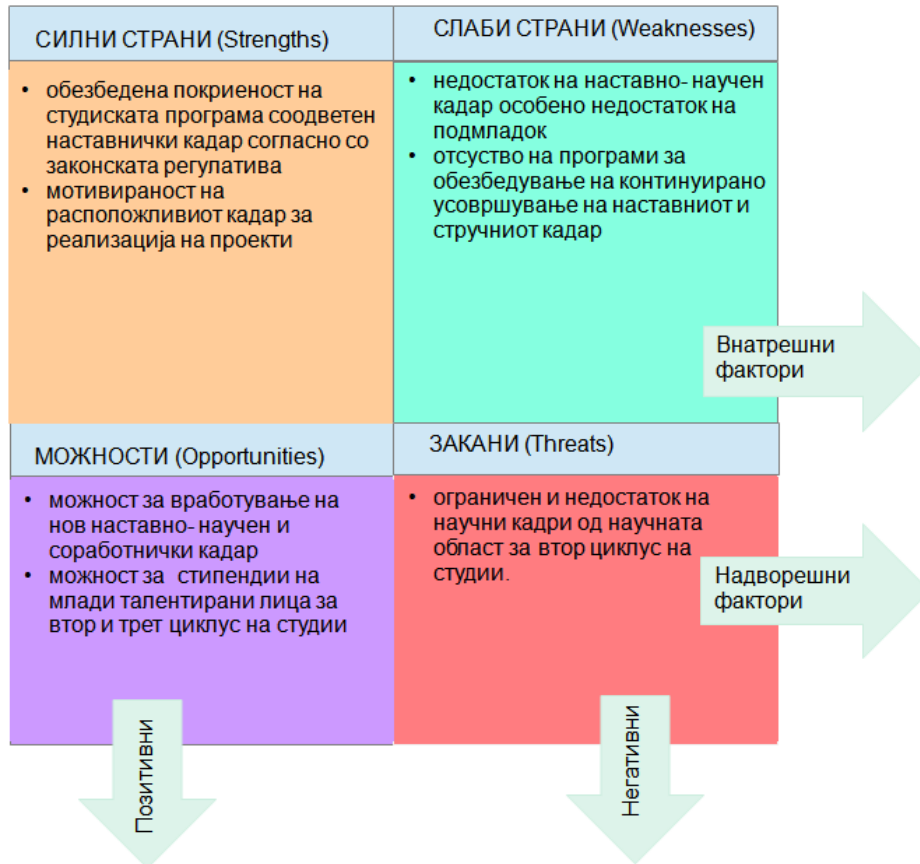 СИЛНИ СТРАНИ (Strengths)
• обезбедена покриеност на
студиската програма соодветен
наставнички кадар согласно со
законската регулатива
• мотивираност на
расположливиот кадар за
реализација на проекти
СЛАБИ СТРАНИ (Weaknesses)
• недостаток на наставно- научен
кадар особено недостаток на
подмладок
• отсуство на програми за
обезбедување на континуирано
усовршување на наставниот и
стручниот кадар
Внатрешни
фактори
МОЖНОСТИ (Opportunities)
• можност за вработување на
нов наставно- научен и
соработнички кадар
• можност за стипендии на
млади талентирани лица за
втор и трет циклус на студии
ЗАКАНИ (Threats)
• ограничен и недостаток на
научни кадри од научната
област за втор циклус на
студии.
Надворешни
фактори
Позитивни
Негативни